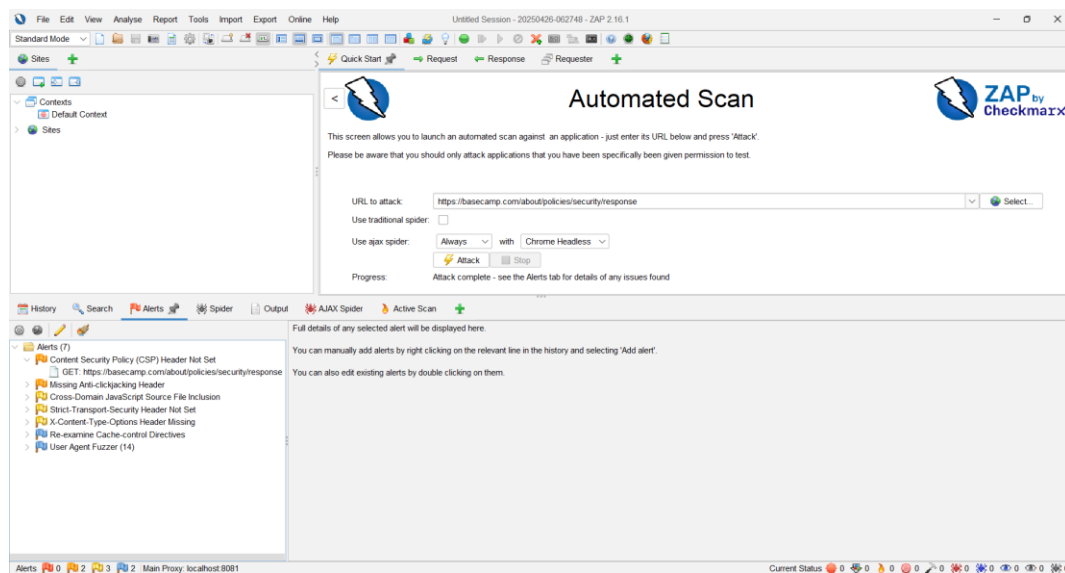 File Edit View Analyse Report Tools Import Export Online Help
Untitled Session - 20250426-062748 - ZAP 2.16.1
Standard Mode
Sites
Quick Start
Request
Response
Requester
Contexts
Default Context
Sites
<
Automated Scan
ZAP by
Checkmarx
This screen allows you to launch an automated scan against an application - just enter its URL below and press 'Attack'.
Please be aware that you should only attack applications that you have been specifically been given permission to test.
URL to attack:
https://basecamp.com/about/policies/security/response
Select...
Use traditional spider:
Use ajax spider:
Always
with
Chrome Headless
Attack
Stop
Progress:
Attack complete - see the Alerts tab for details of any issues found
History
Search
Alerts
Spider
Output
AJAX Spider
Active Scan
Alerts (7)
Content Security Policy (CSP) Header Not Set
GET: https://basecamp.com/about/policies/security/response
Missing Anti-clickjacking Header
Cross-Domain JavaScript Source File Inclusion
Strict-Transport-Security Header Not Set
X-Content-Type-Options Header Missing
Re-examine Cache-control Directives
User Agent Fuzzer (14)
Full details of any selected alert will be displayed here.
You can manually add alerts by right clicking on the relevant line in the history and selecting 'Add alert'.
You can also edit existing alerts by double clicking on them.
Alerts 0 2 3 2 Main Proxy: localhost:8081
Current Status 0 0 0 0 0 0 0 0 0